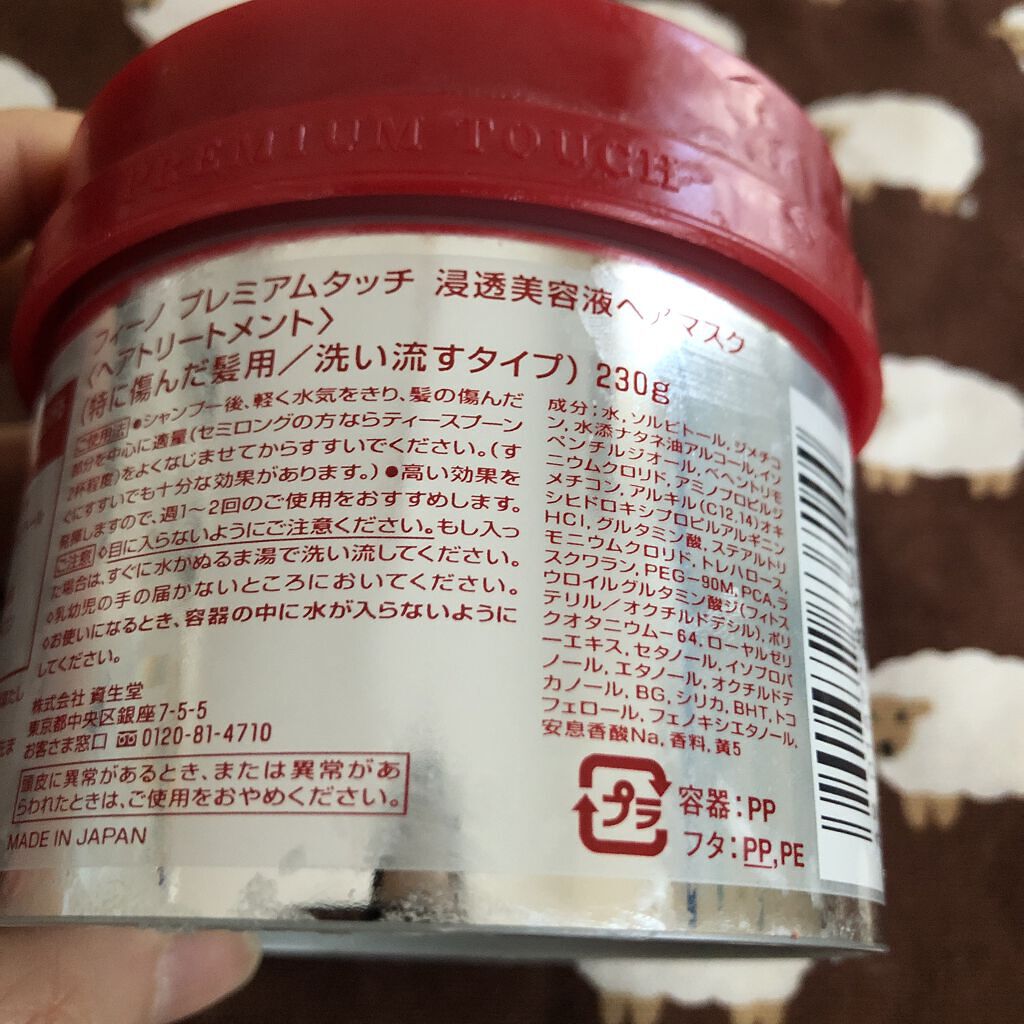 PREMIUM TOUCH
フィーノ プレミアムタッチ 浸透美容液ヘアマスク
〈ヘアトリートメント〉
(特に傷んだ髪用/洗い流すタイプ) 230g
ご使用法 ●シャンプー後、軽く水気をきり、髪の傷んだ
部分を中心に適量(セミロングの方ならティースプーン
2杯程度)をよくなじませてからすすいでください。(す
ぐにすすいでも十分な効果があります。)●高い効果を
発揮しますので、週1~2回のご使用をおすすめします。
ご注意 ◇目に入らないようにご注意ください。もし入っ
た場合は、すぐに水かぬるま湯で洗い流してください。
◇乳幼児の手の届かないところにおいてください。
◇お使いになるとき、容器の中に水が入らないように
してください。
株式会社 資生堂
東京都中央区銀座7-5-5
お客さま窓口 0120-81-4710
頭皮に異常があるとき、または異常があ
らわれたときは、ご使用をおやめください。
MADE IN JAPAN
成分:水,ソルビトール,ジメチコ
ン,水添ナタネ油アルコール,イソ
ペンチルジオール,ベヘントリモ
ニウムクロリド,アミノプロピルジ
メチコン,アルキル(C12,14)オキ
シヒドロキシプロピルアルギニン
HCl,グルタミン酸,ステアルトリ
モニウムクロリド,トレハロース,
スクワラン,PEG-90M,PCA,ラ
ウロイルグルタミン酸ジ(フィトス
テリル/オクチルドデシル),ポリ
クオタニウム-64,ローヤルゼリ
ーエキス,セタノール,イソプロパ
ノール,エタノール,オクチルドデ
カノール,BG,シリカ,BHT,トコ
フェロール,フェノキシエタノール,
安息香酸Na,香料,黄5
プラ
容器:PP
フタ:PP,PE